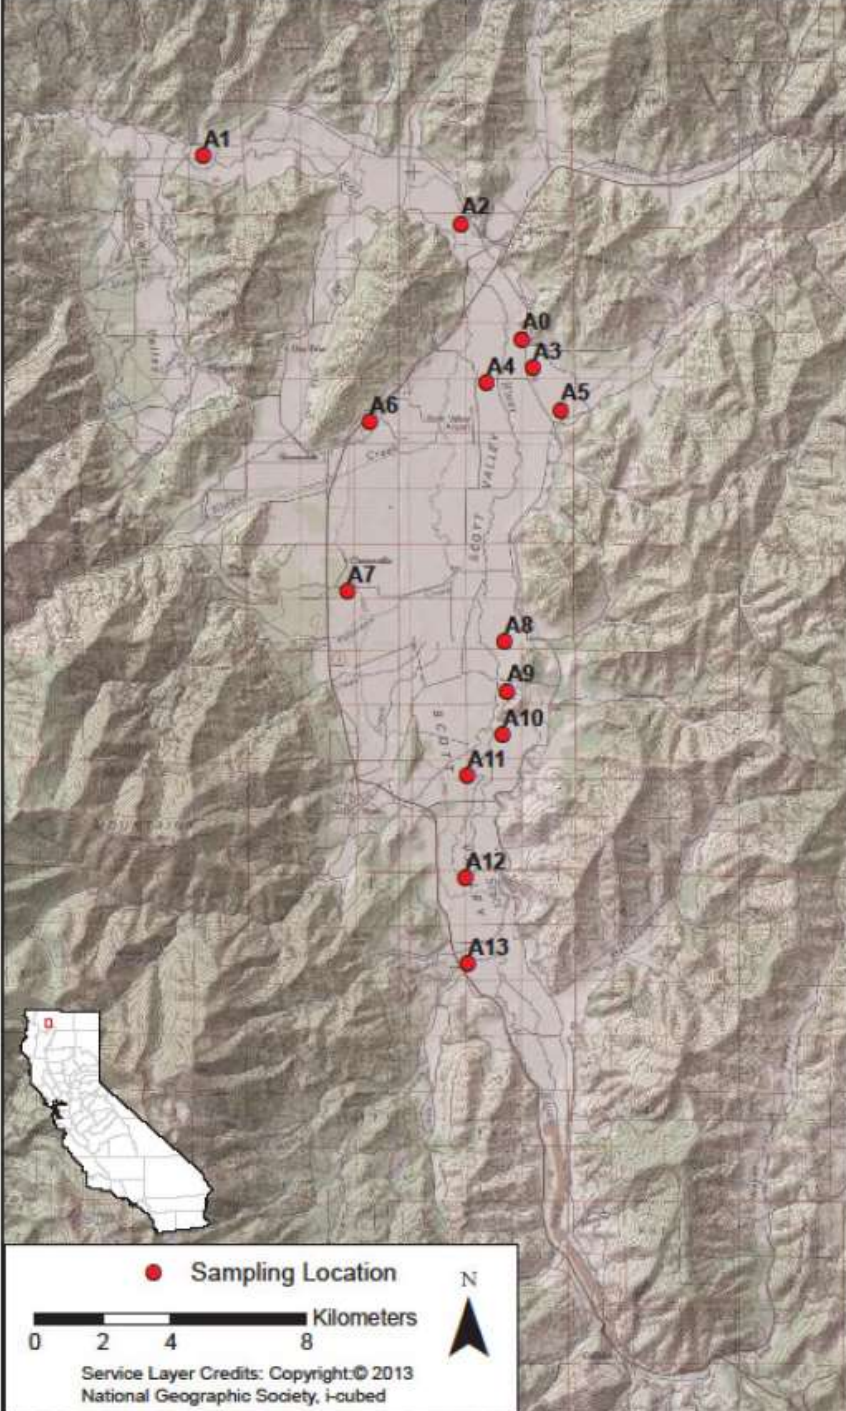 A1
A2
A0
A3
A4
A5
A6
Creek
VALLEY
SCOTT
A7
A8
A9
A10
A11
A12
A13
Sampling Location
N
Kilometers
0 2 4 8
Service Layer Credits: Copyright:© 2013
National Geographic Society, i-cubed